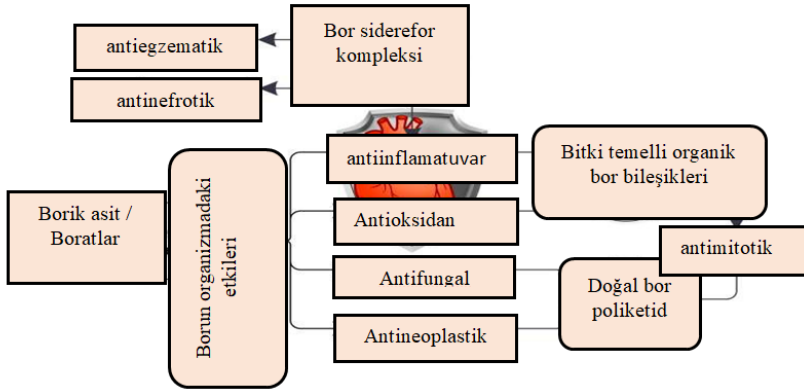 antiegzematik
Bor siderefor
kompleksi
antinefrotik
antiinflamatuvar
Bitki temelli organik
bor bileşikleri
Borik asit /
Boratlar
Borun organizmadaki
etkileri
Antioksidan
antimitotik
Antifungal
Doğal bor
poliketid
Antineoplastik